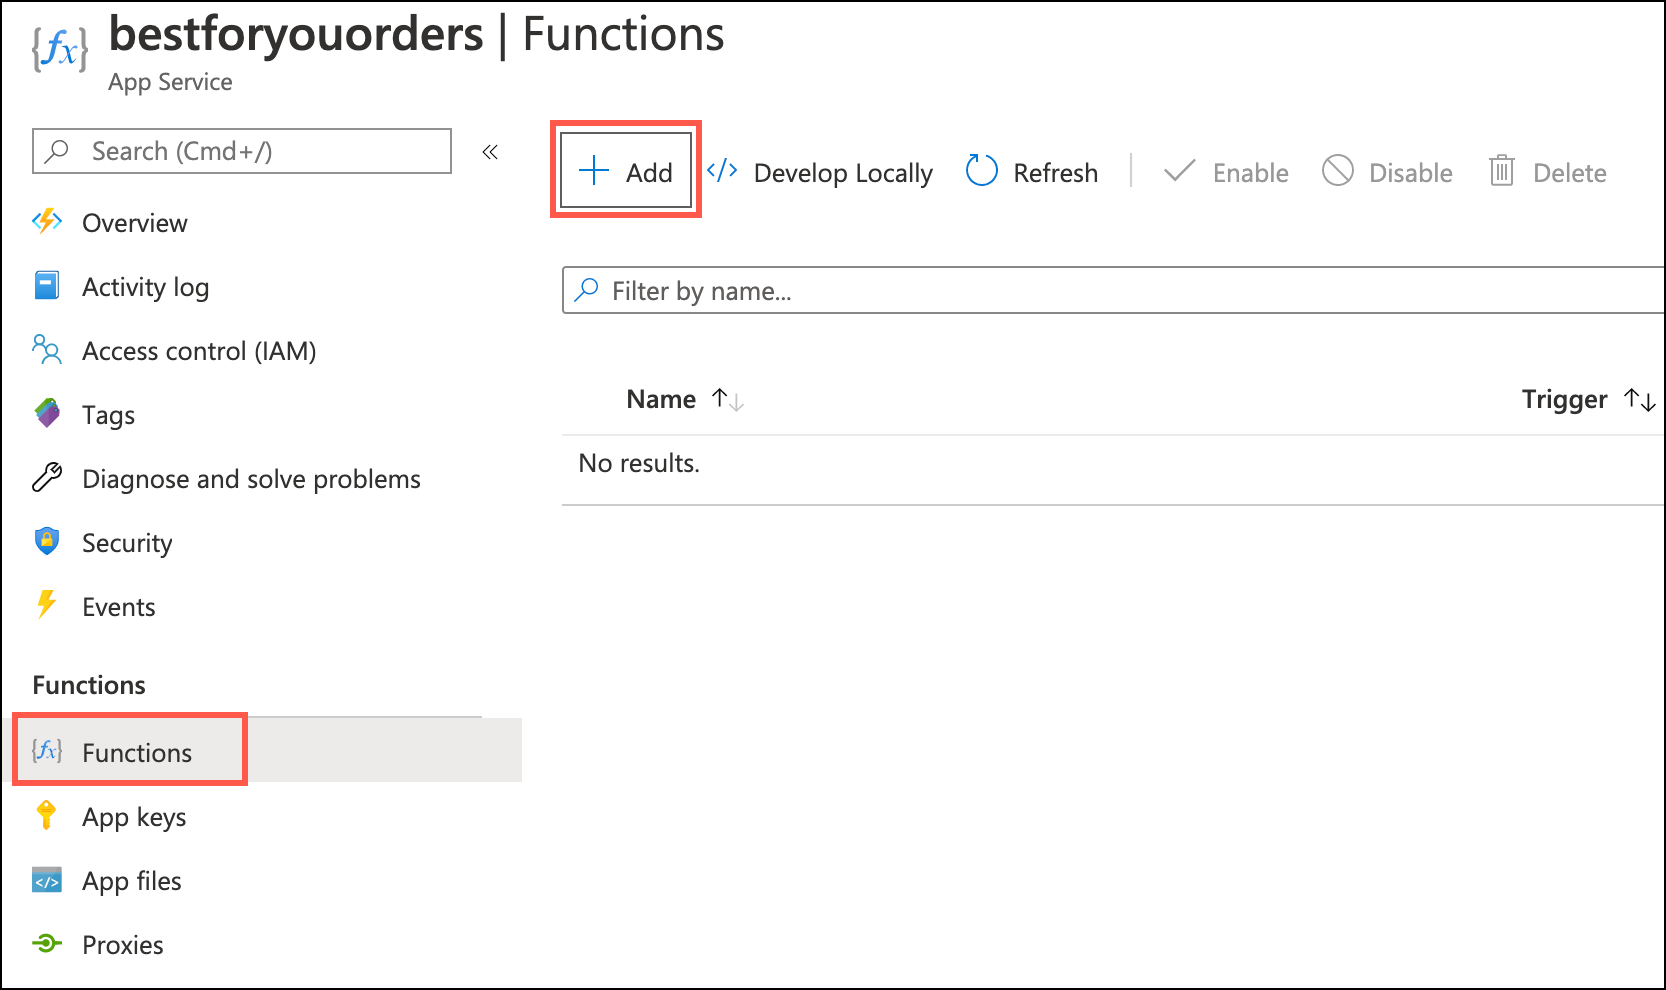 bestforyouorders | Functions
App Service
Search (Cmd+/)
Overview
Activity log
Access control (IAM)
Tags
Diagnose and solve problems
Security
Events
Functions
Functions
App keys
App files
Proxies
Add Develop Locally Refresh Enable Disable Delete
Filter by name...
Name Trigger
No results.